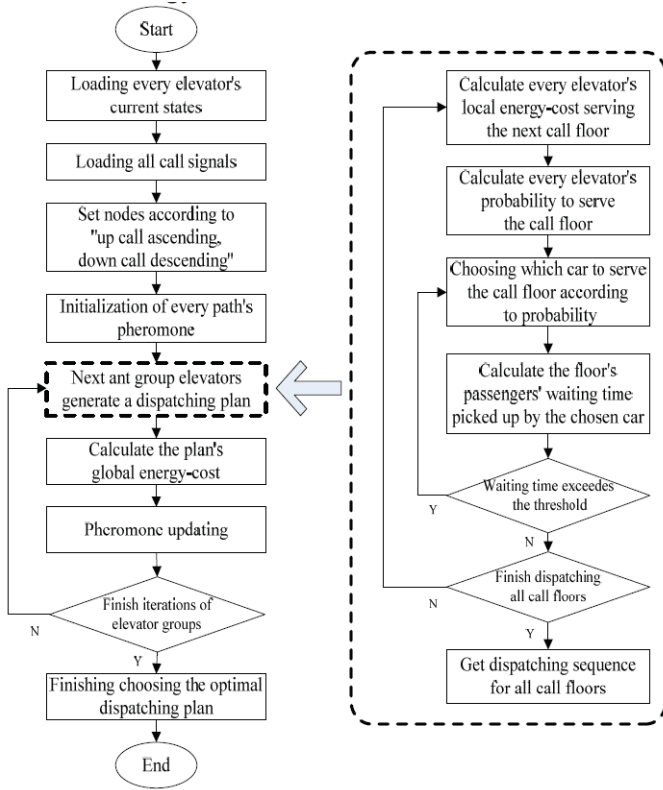 Start
Loading every elevator's
current states
Loading all call signals
Set nodes according to
"up call ascending,
down call descending"
Initialization of every path's
pheromone
Next ant group elevators
generate a dispatching plan
Calculate the plan's
global energy-cost
Pheromone updating
Finish iterations of
elevator groups
N
Y
Finishing choosing the optimal
dispatching plan
End
Calculate every elevator's
local energy-cost serving
the next call floor
Calculate every elevator's
probability to serve
the call floor
Choosing which car to serve
the call floor according
to probability
Calculate the floor's
passengers' waiting time
picked up by the chosen car
Waiting time exceedes
the threshold
Y
N
Finish dispatching
all call floors
N
Y
Get dispatching sequence
for all call floors